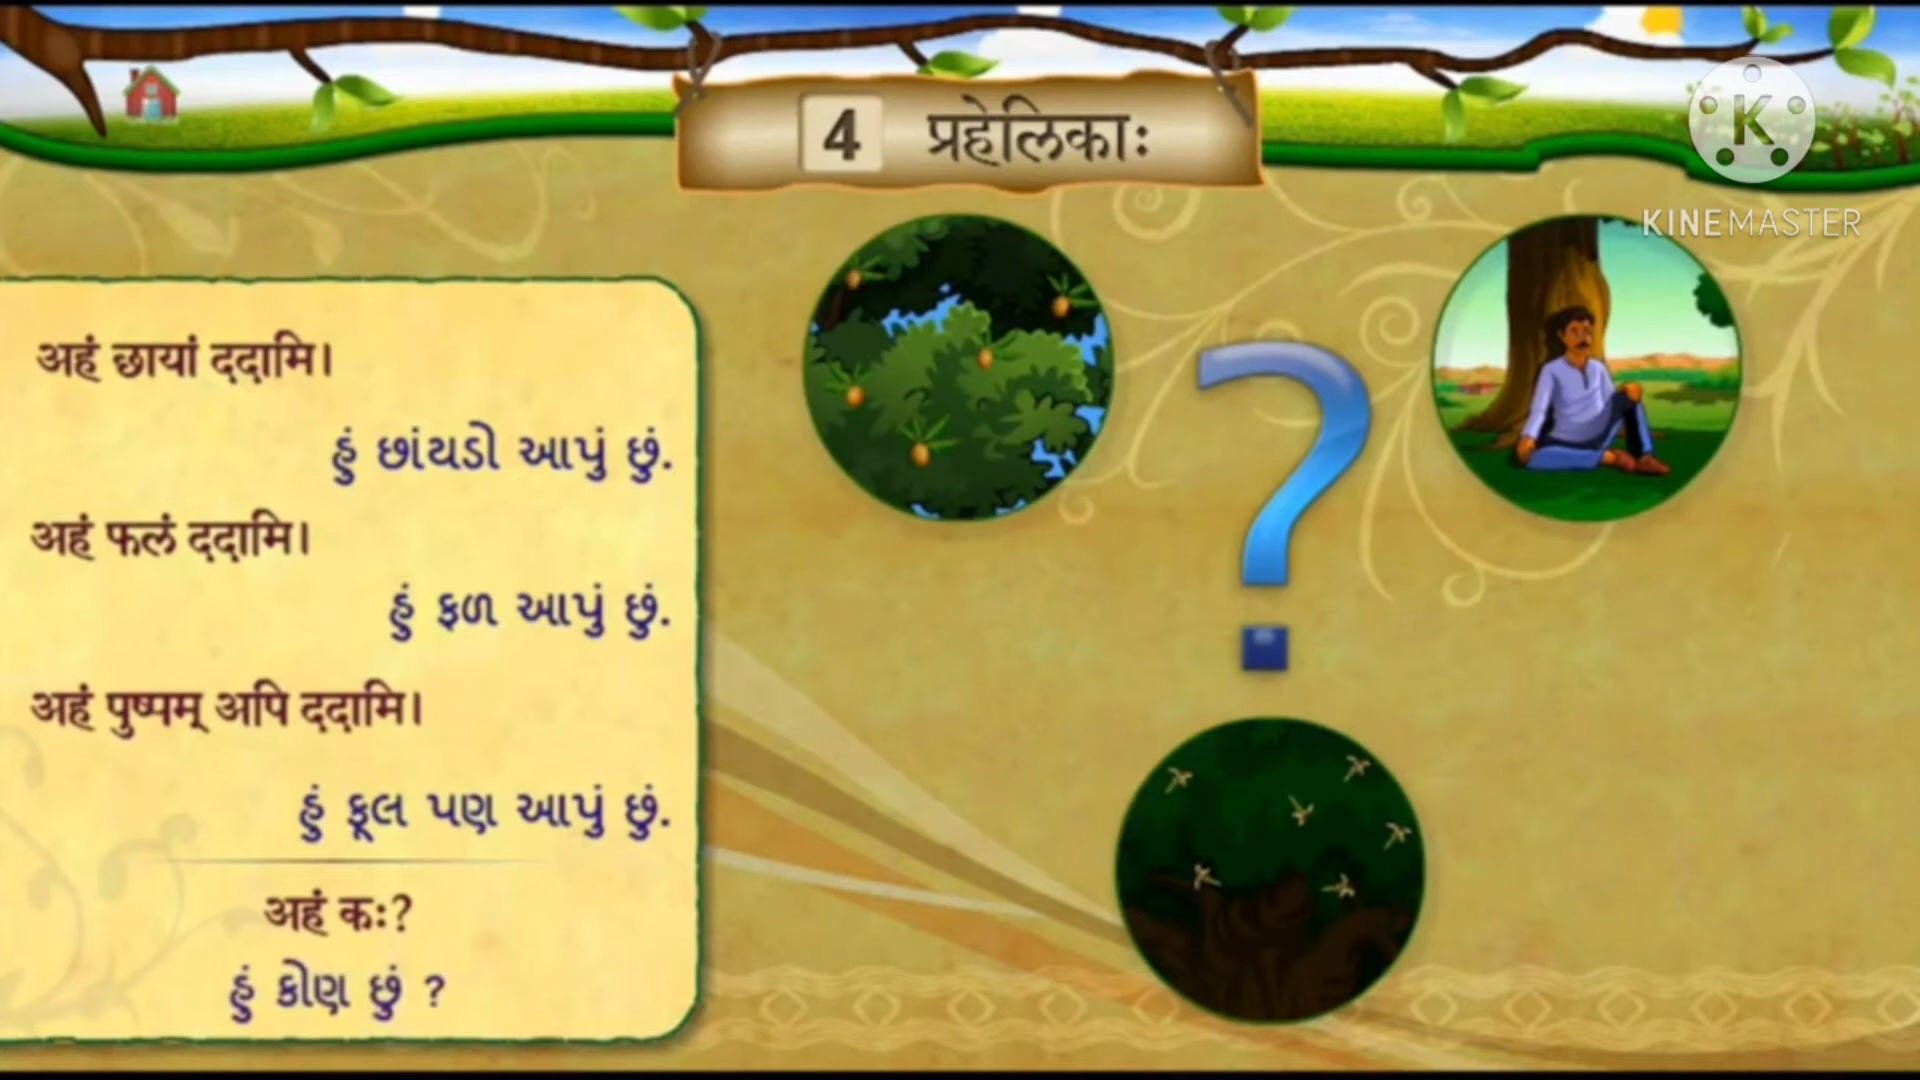 4 प्रहेलिकाः
KINEMASTER
अहं छायां ददामि।
હું છાંયડો આપું છું.
अहं फलं ददामि।
હું ફળ આપું છું.
अहं पुष्पम् अपि ददामि।
હું ફૂલ પણ આપું છું.
अहं कः?
હું કોણ છું ?